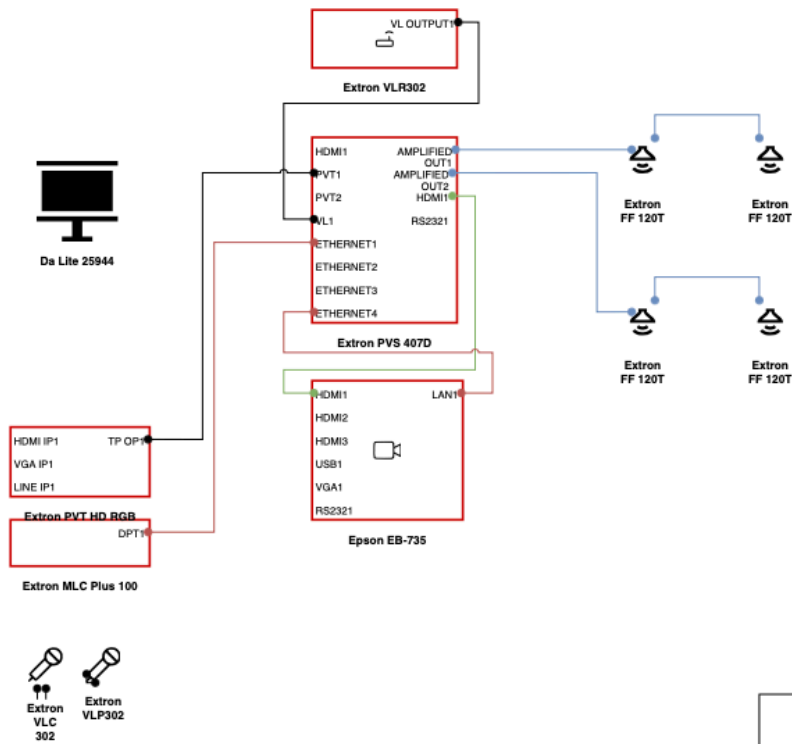 VL OUTPUT1
Extron VLR302
HDMI1
AMPLIFIED
OUT1
PVT1
AMPLIFIED
OUT2
PVT2
HDMI1
VL1
RS2321
ETHERNET1
ETHERNET2
ETHERNET3
ETHERNET4
Extron PVS 407D
Extron
FF 120T
Extron
FF 120T
Extron
FF 120T
Extron
FF 120T
Da Lite 25944
HDMI1
LAN1
HDMI2
HDMI3
USB1
VGA1
RS2321
Epson EB-735
HDMI IP1
TP OP1
VGA IP1
LINE IP1
Extron PVT HD RGB
DPT1
Extron MLC Plus 100
Extron
VLC
302
Extron
VLP302